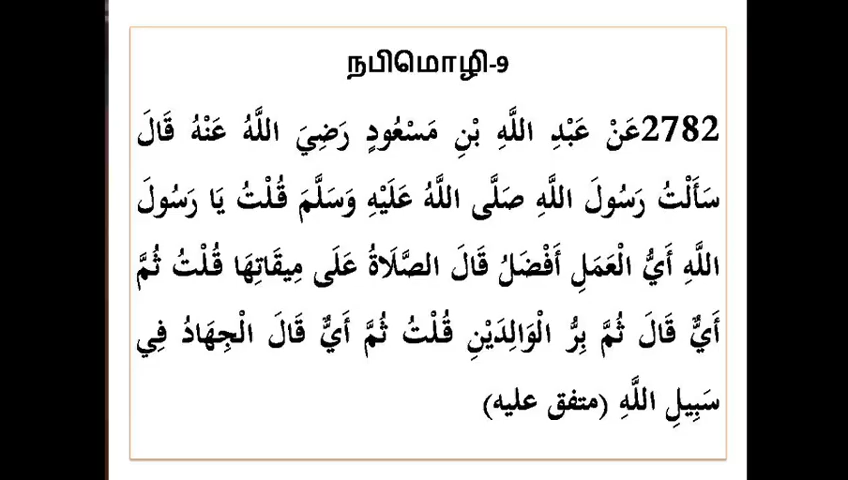 நபிமொழி-9
2782عَنْ عَبْدِ اللَّهِ بْنِ مَسْعُودٍ رَضِيَ اللَّهُ عَنْهُ قَالَ
سَأَلْتُ رَسُولَ اللَّهِ صَلَّى اللَّهُ عَلَيْهِ وَسَلَّمَ قُلْتُ يَا رَسُولَ
اللَّهِ أَيُّ الْعَمَلِ أَفْضَلُ قَالَ الصَّلَاةُ عَلَى مِيقَاتِهَا قُلْتُ ثُمَّ
أَيٌّ قَالَ ثُمَّ بِرُّ الْوَالِدَيْنِ قُلْتُ ثُمَّ أَيٌّ قَالَ الْجِهَادُ فِي
سَبِيلِ اللَّهِ (متفق عليه)